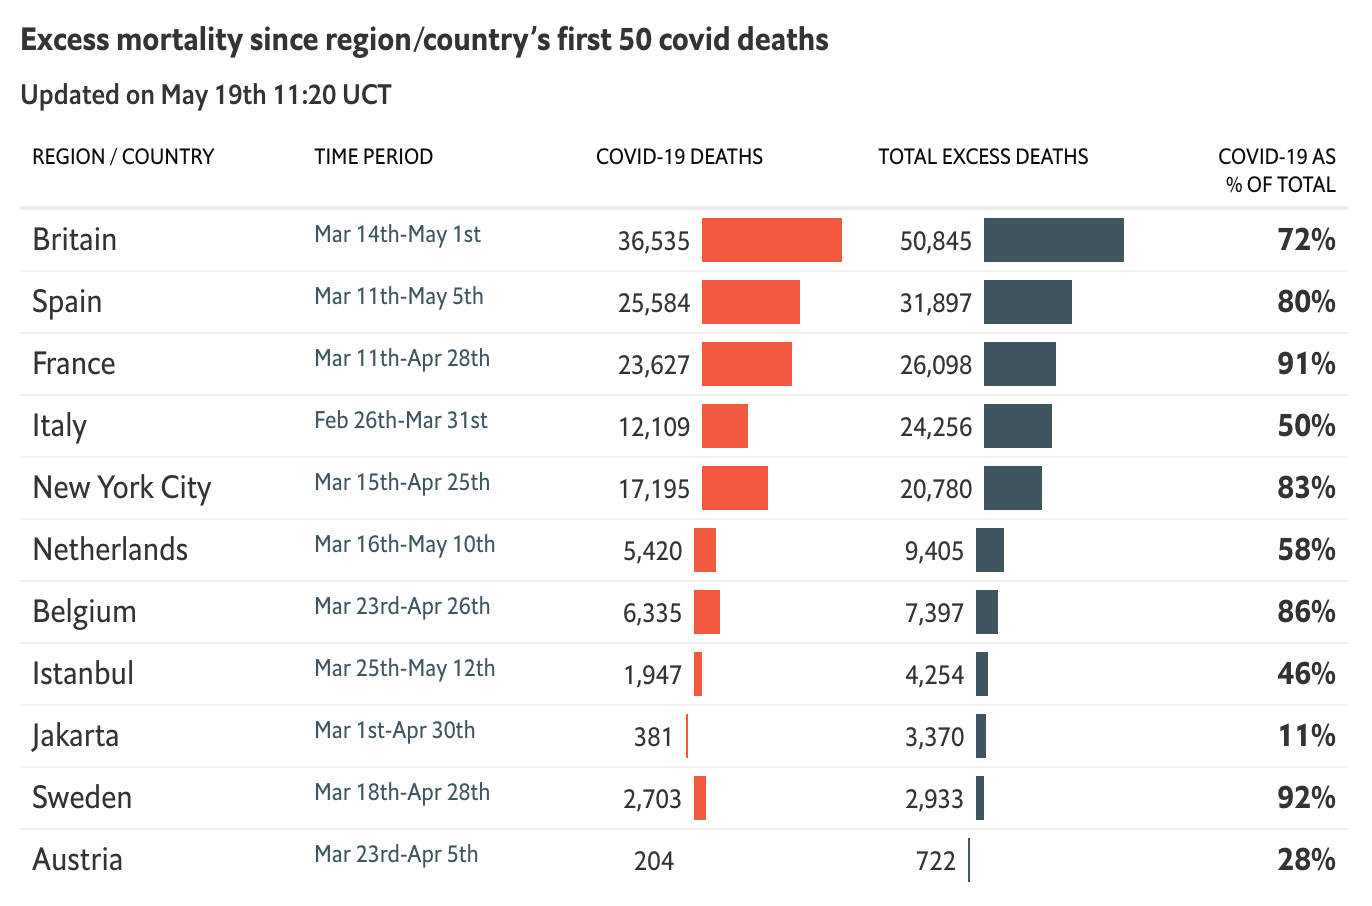 Excess mortality since region/country’s first 50 covid deaths
Updated on May 19th 11:20 UCT
REGION / COUNTRY TIME PERIOD COVID-19 DEATHS TOTAL EXCESS DEATHS COVID-19 AS
% OF TOTAL
Britain Mar 14th-May 1st 36,535 50,845 72%
Spain Mar 11th-May 5th 25,584 31,897 80%
France Mar 11th-Apr 28th 23,627 26,098 91%
Italy Feb 26th-Mar 31st 12,109 24,256 50%
New York City Mar 15th-Apr 25th 17,195 20,780 83%
Netherlands Mar 16th-May 10th 5,420 9,405 58%
Belgium Mar 23rd-Apr 26th 6,335 7,397 86%
Istanbul Mar 25th-May 12th 1,947 4,254 46%
Jakarta Mar 1st-Apr 30th 381 3,370 11%
Sweden Mar 18th-Apr 28th 2,703 2,933 92%
Austria Mar 23rd-Apr 5th 204 722 28%